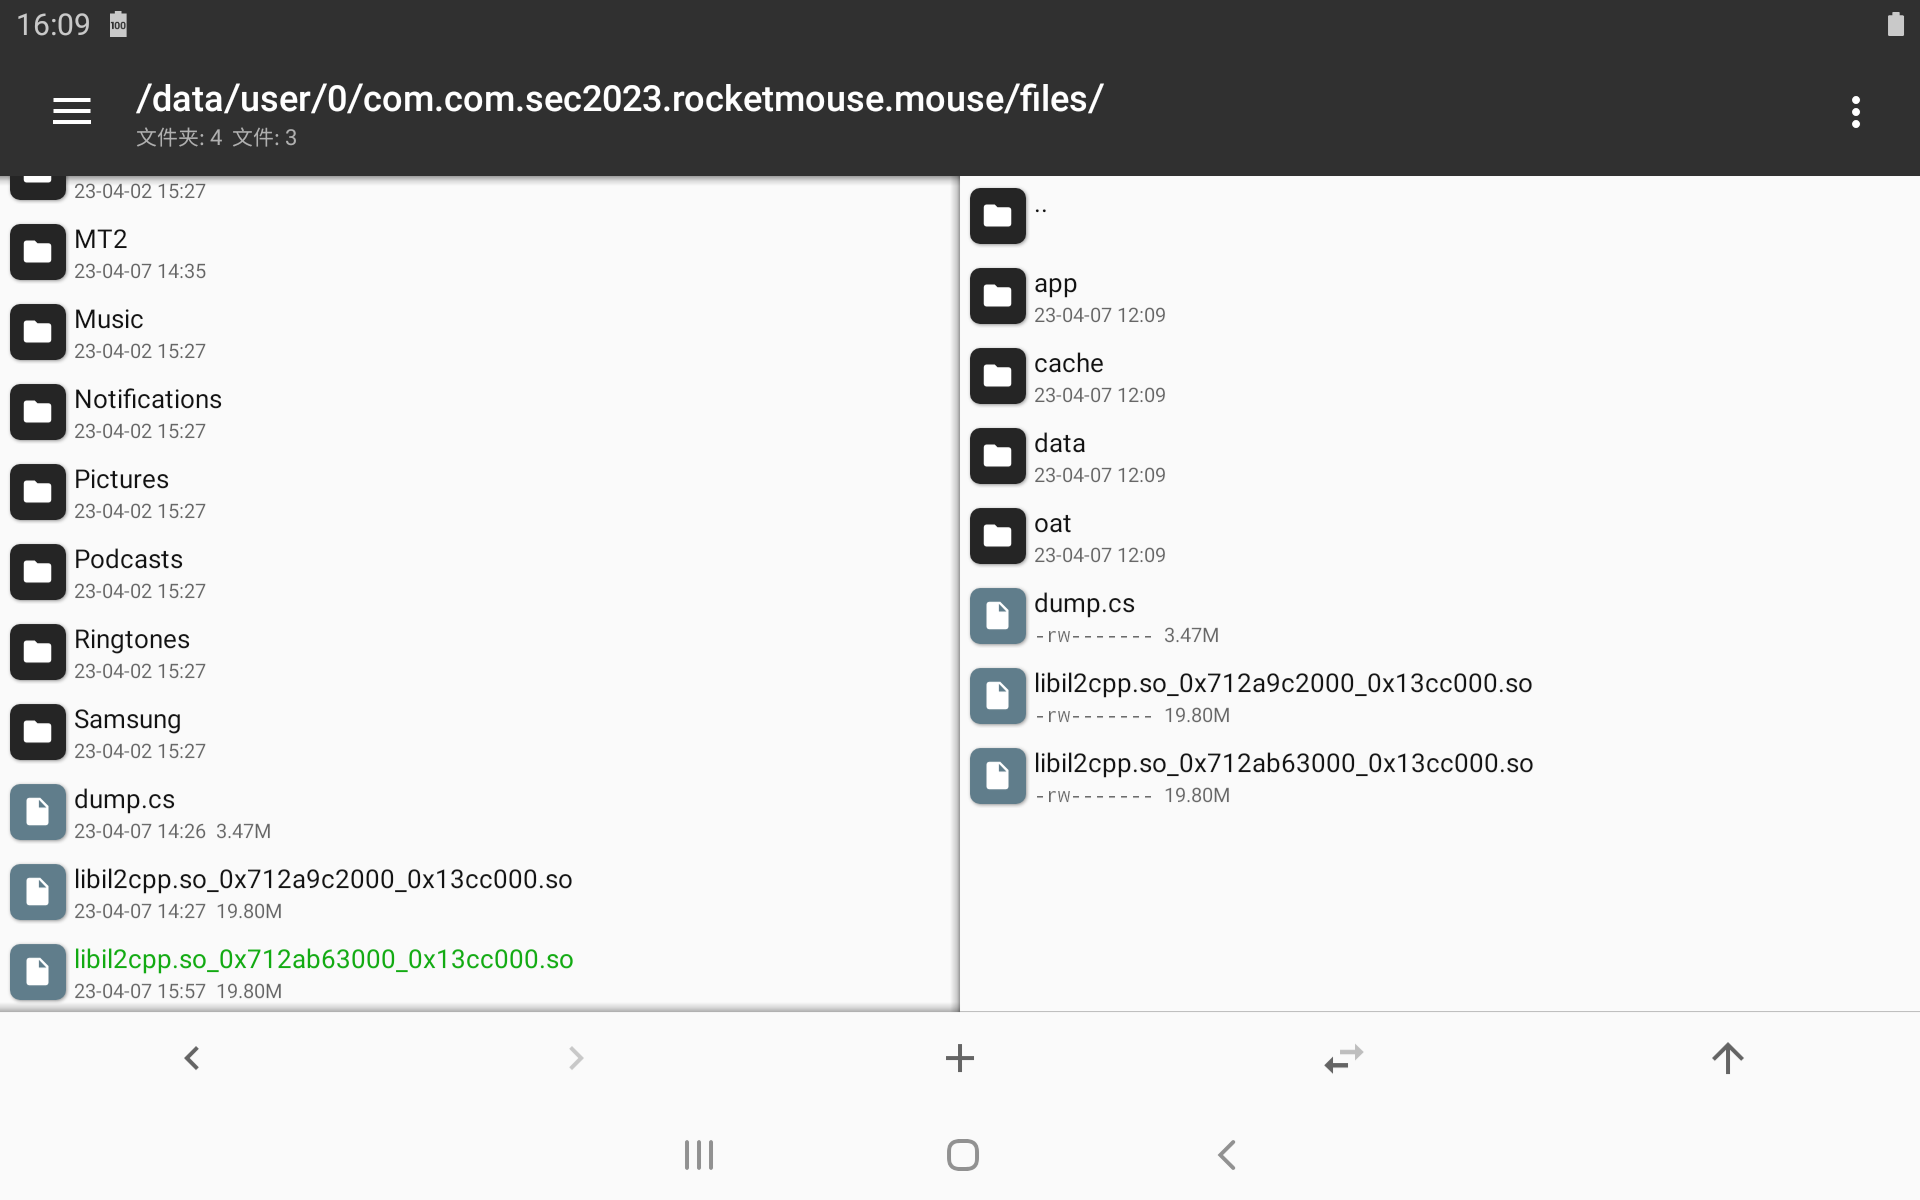 16:09
100
/data/user/0/com.com.sec2023.rocketmouse.mouse/files/
文件夹: 4 文件: 3
23-04-02 15:27
MT2
23-04-07 14:35
Music
23-04-02 15:27
Notifications
23-04-02 15:27
Pictures
23-04-02 15:27
Podcasts
23-04-02 15:27
Ringtones
23-04-02 15:27
Samsung
23-04-02 15:27
dump.cs
23-04-07 14:26 3.47M
libil2cpp.so_0x712a9c2000_0x13cc000.so
23-04-07 14:27 19.80M
libil2cpp.so_0x712ab63000_0x13cc000.so
23-04-07 15:57 19.80M
..
app
23-04-07 12:09
cache
23-04-07 12:09
data
23-04-07 12:09
oat
23-04-07 12:09
dump.cs
-rw------- 3.47M
libil2cpp.so_0x712a9c2000_0x13cc000.so
-rw------- 19.80M
libil2cpp.so_0x712ab63000_0x13cc000.so
-rw------- 19.80M